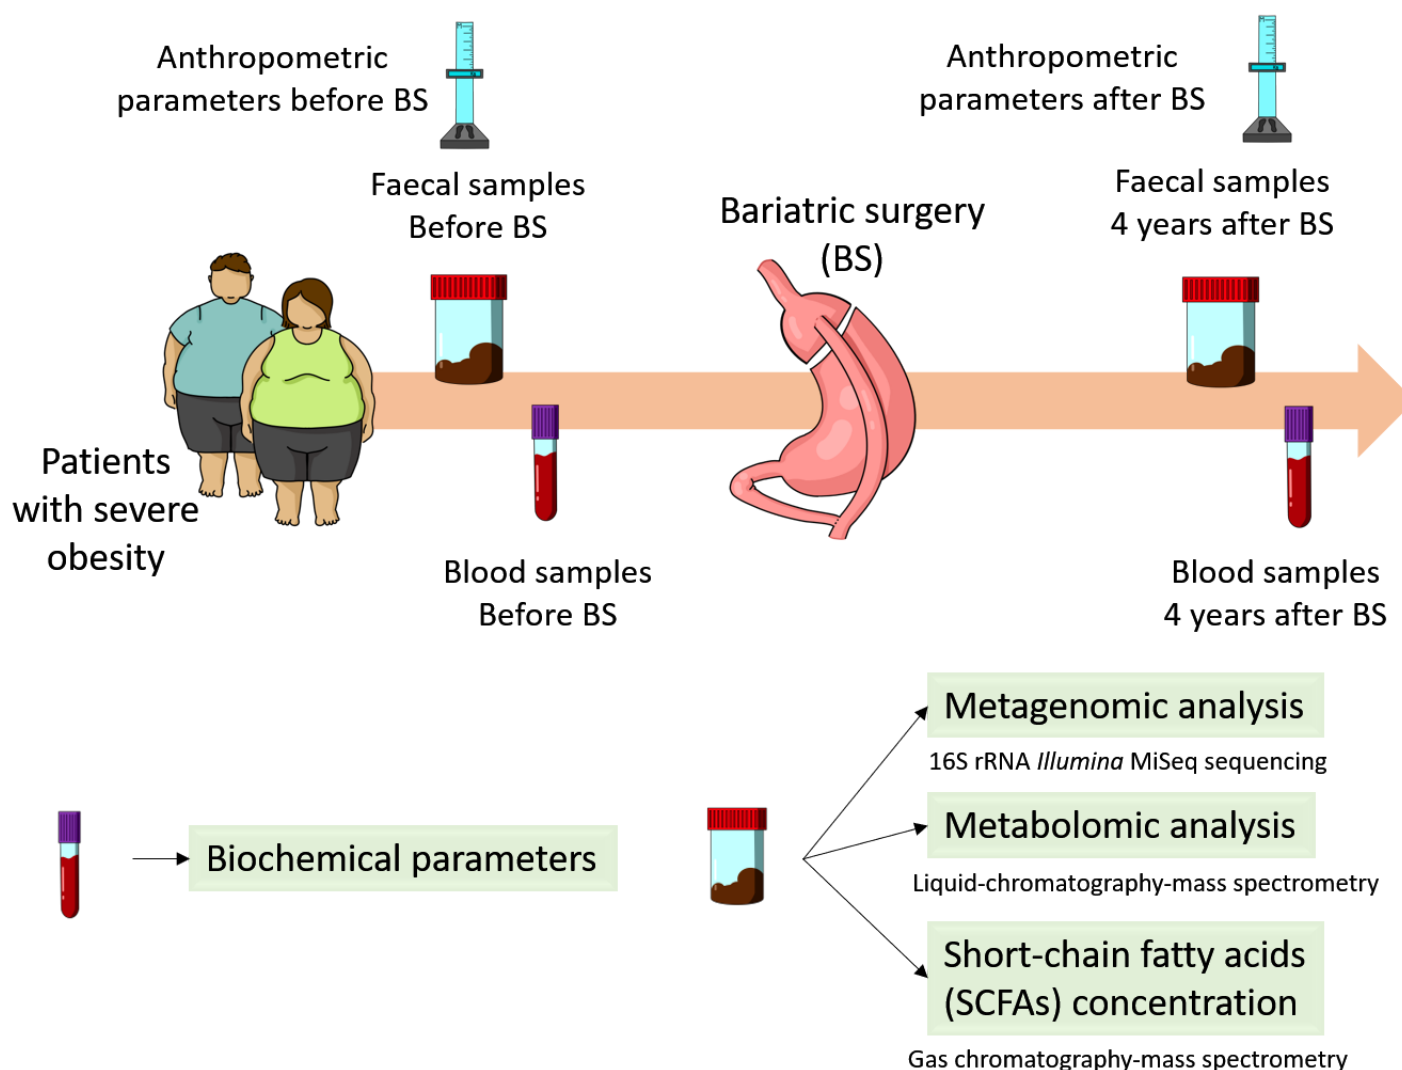 Anthropometric
parameters before BS
Anthropometric
parameters after BS
Faecal samples
Before BS
Bariatric surgery
(BS)
Faecal samples
4 years after BS
Patients
with severe
obesity
Blood samples
Before BS
Blood samples
4 years after BS
Biochemical parameters
Metagenomic analysis
16S rRNA Illumina MiSeq sequencing
Metabolomic analysis
Liquid-chromatography-mass spectrometry
Short-chain fatty acids
(SCFAs) concentration
Gas chromatography-mass spectrometry